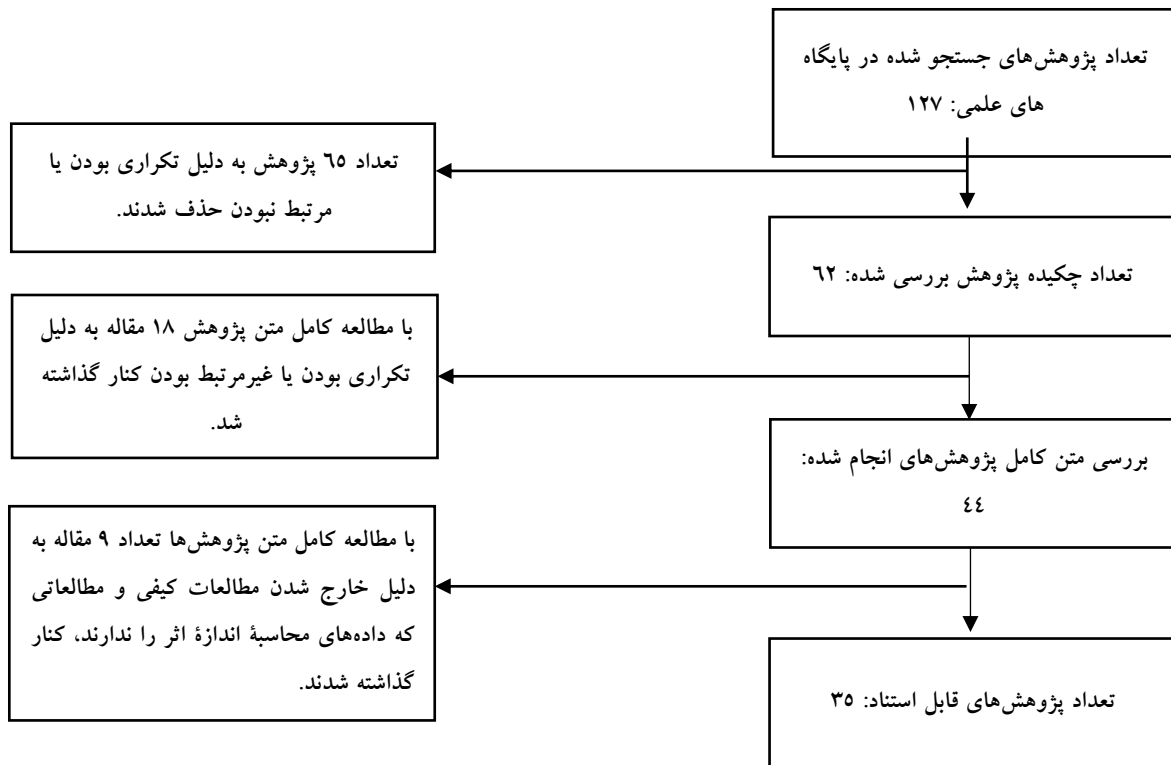 تعداد پژوهش‌های جستجو شده در پایگاه
های علمی: ۱۲۷
تعداد ٦٥ پژوهش به دلیل تکراری بودن یا
مرتبط نبودن حذف شدند.
تعداد چکیده پژوهش بررسی شده: ٦۲
با مطالعه کامل متن پژوهش ۱۸ مقاله به دلیل
تکراری بودن یا غیرمرتبط بودن کنار گذاشته
شد.
بررسی متن کامل پژوهش‌های انجام شده:
٤٤
با مطالعه کامل متن پژوهش‌ها تعداد ۹ مقاله به
دلیل خارج شدن مطالعات کیفی و مطالعاتی
که داده‌های محاسبۀ اندازۀ اثر را ندارند، کنار
گذاشته شدند.
تعداد پژوهش‌های قابل استناد: ۳٥